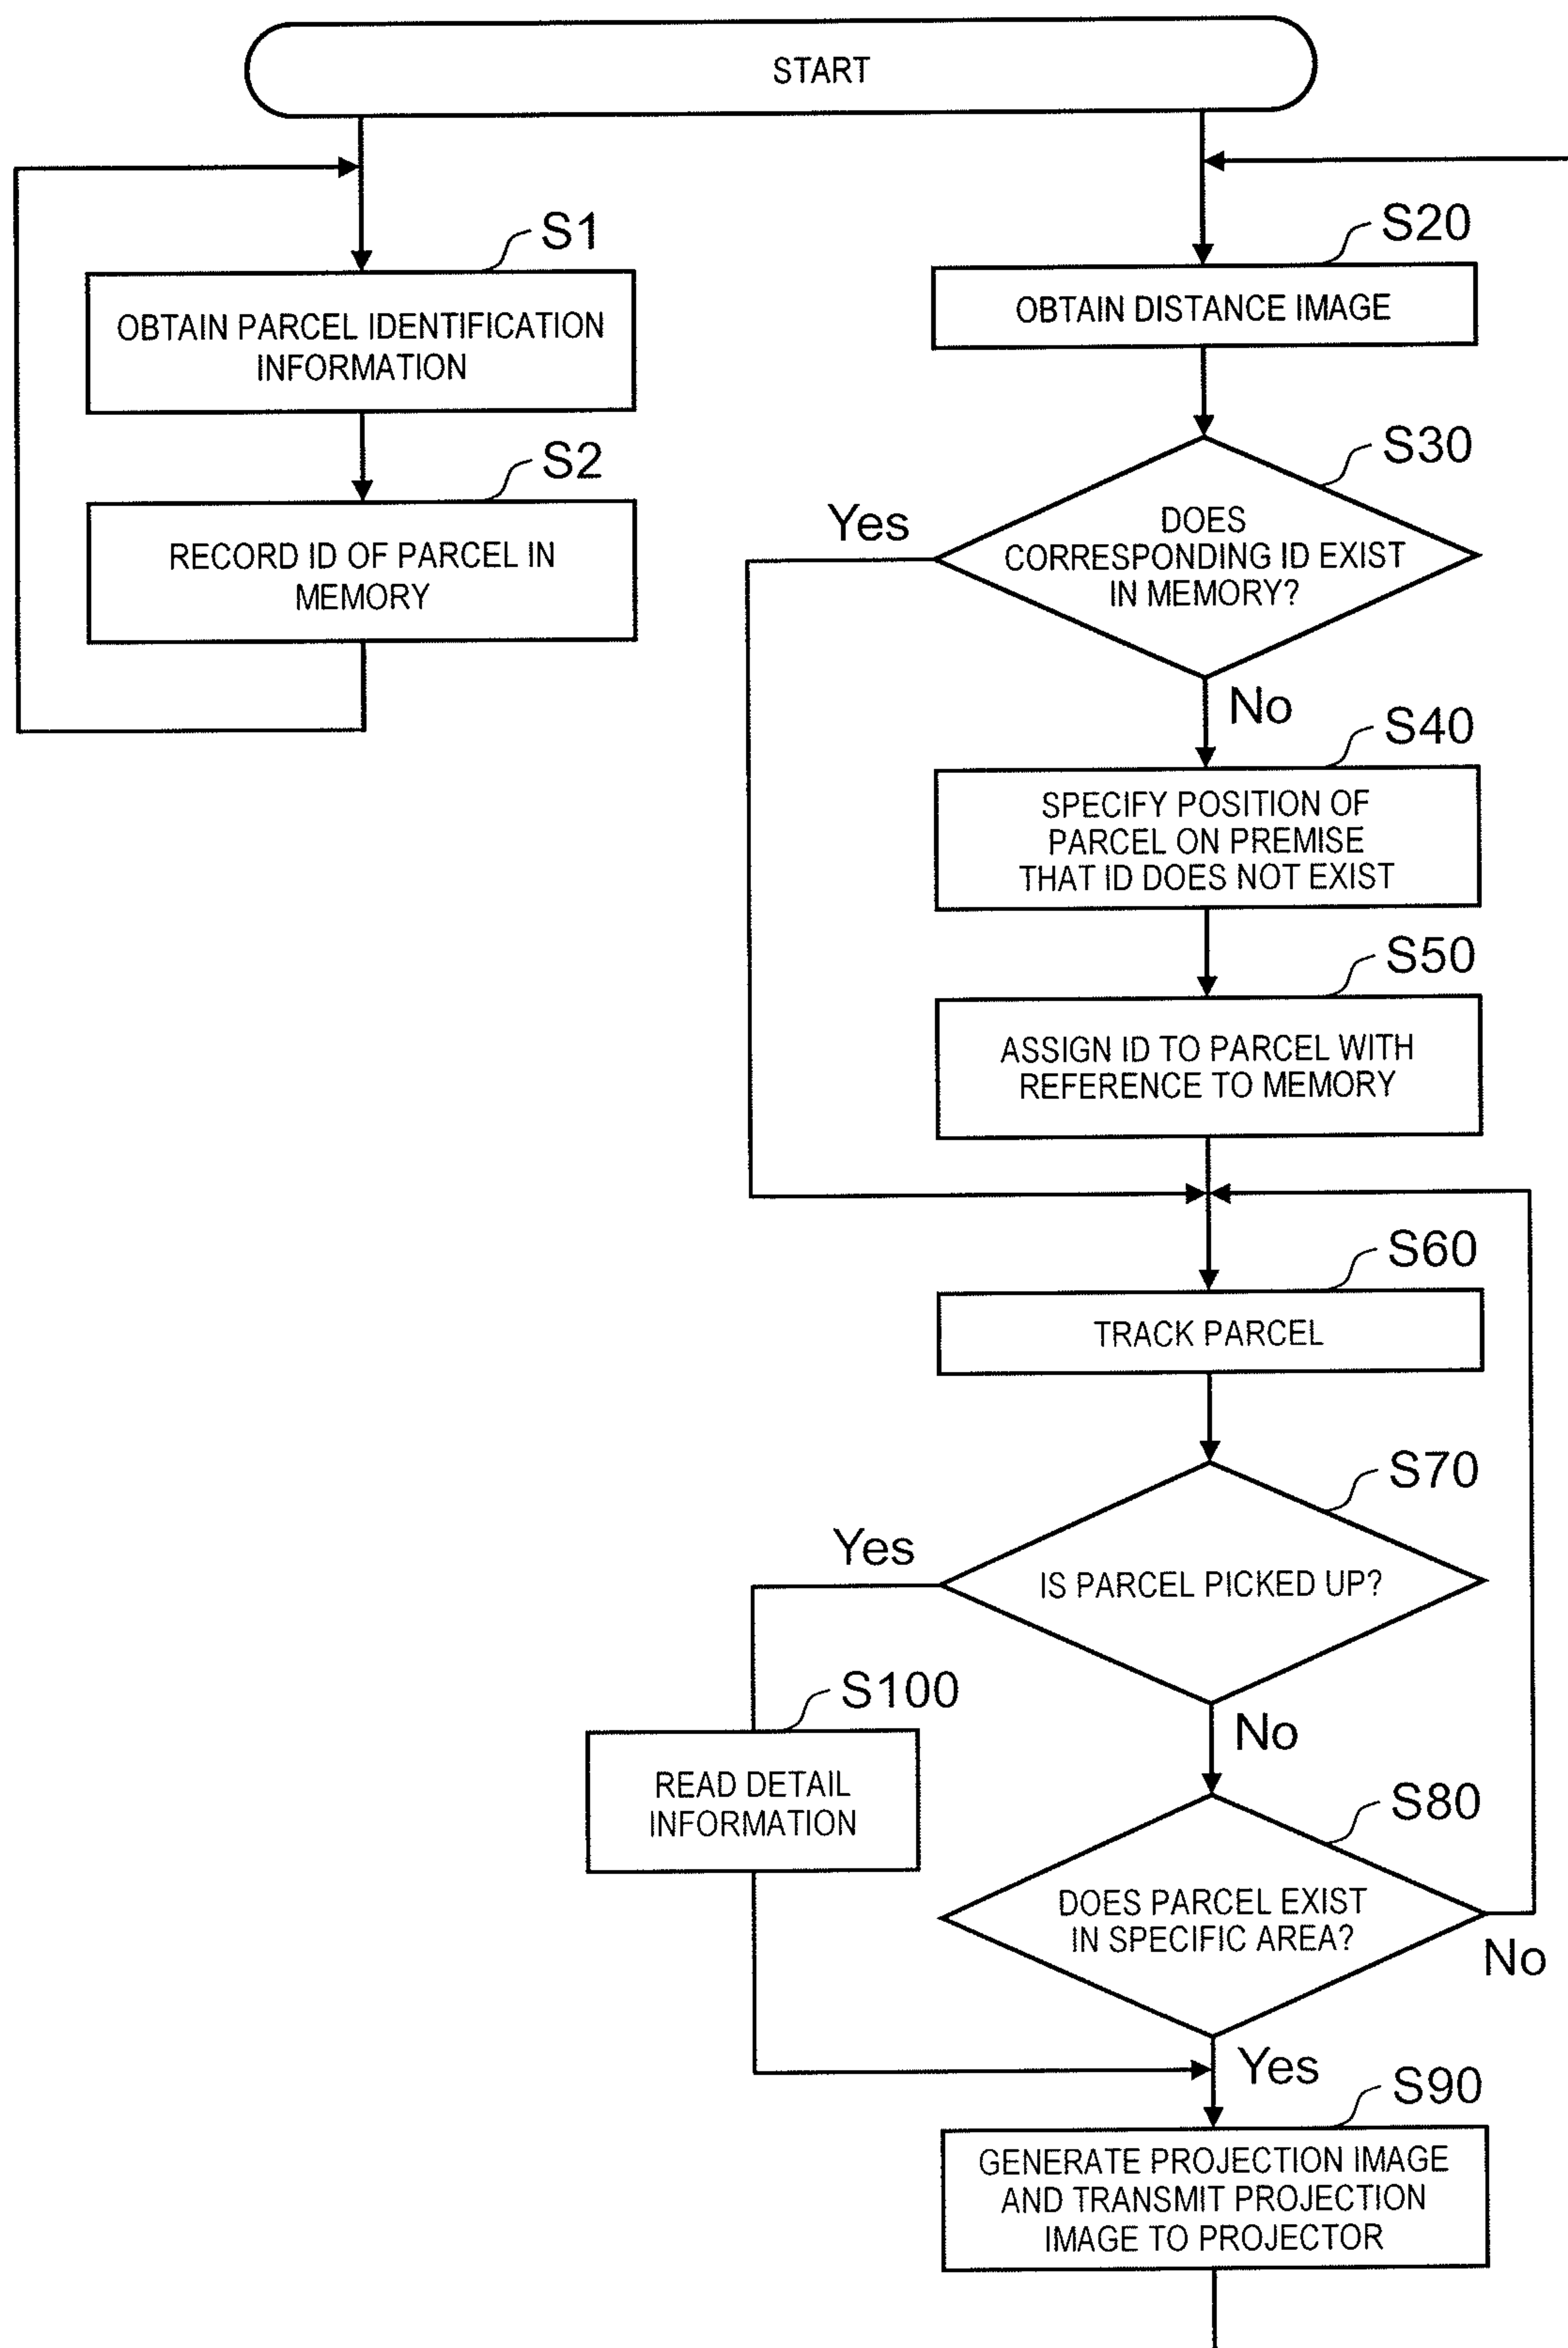 START
S1
OBTAIN PARCEL IDENTIFICATION
INFORMATION
S2
RECORD ID OF PARCEL IN
MEMORY
S20
OBTAIN DISTANCE IMAGE
S30
Yes
DOES
CORRESPONDING ID EXIST
IN MEMORY?
No
S40
SPECIFY POSITION OF
PARCEL ON PREMISE
THAT ID DOES NOT EXIST
S50
ASSIGN ID TO PARCEL WITH
REFERENCE TO MEMORY
S60
TRACK PARCEL
S70
Yes
IS PARCEL PICKED UP?
S100
No
READ DETAIL
INFORMATION
S80
DOES PARCEL EXIST
IN SPECIFIC AREA?
No
Yes
S90
GENERATE PROJECTION IMAGE
AND TRANSMIT PROJECTION
IMAGE TO PROJECTOR